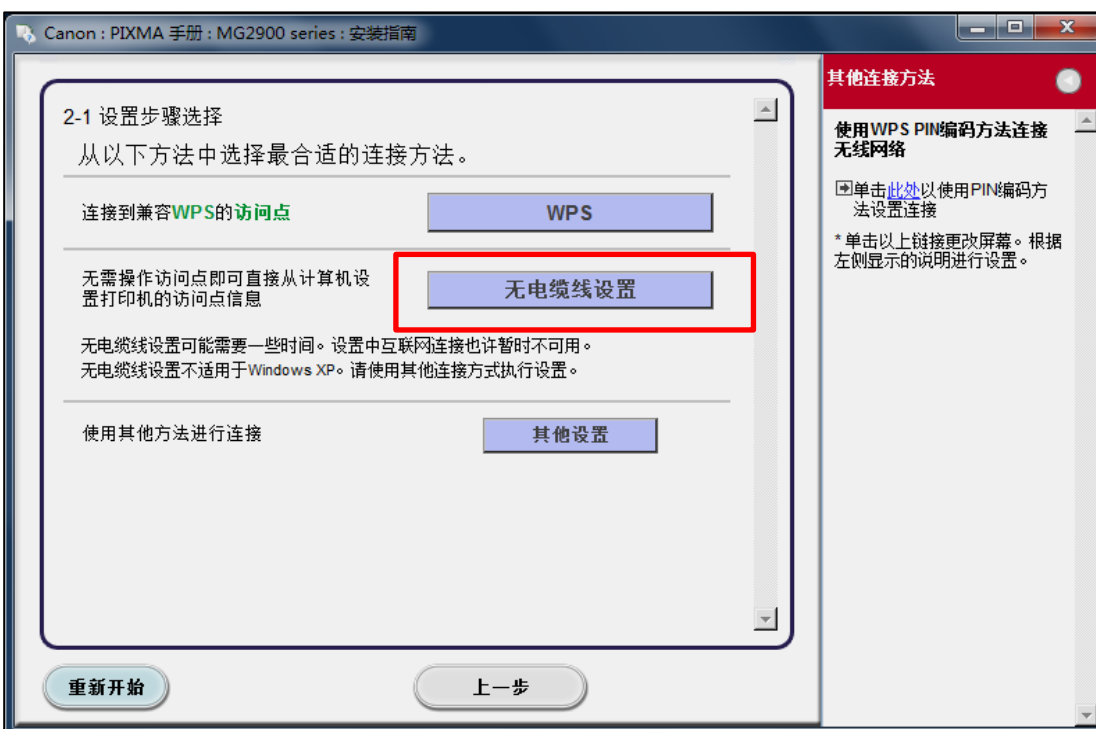 Canon : PIXMA 手册 : MG2900 series : 安装指南
2-1 设置步骤选择
从以下方法中选择最合适的连接方法。
连接到兼容WPS的访问点
WPS
无需操作访问点即可直接从计算机设
置打印机的访问点信息
无电缆线设置
无电缆线设置可能需要一些时间。设置中互联网连接也许暂时不可用。
无电缆线设置不适用于Windows XP。请使用其他连接方式执行设置。
使用其他方法进行连接
其他设置
重新开始
上一步
其他连接方法
使用WPS PIN编码方法连接
无线网络
单击此处以使用PIN编码方
法设置连接
* 单击以上链接更改屏幕。根据
左侧显示的说明进行设置。